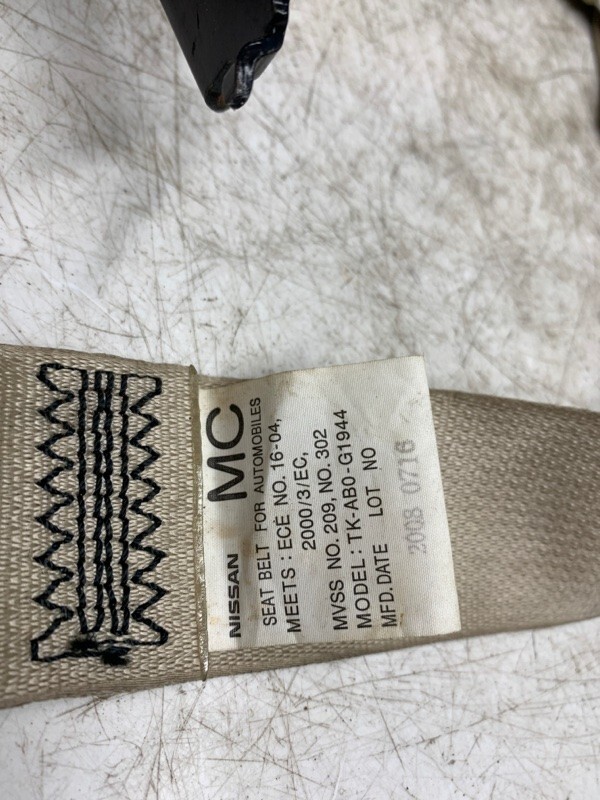 NISSAN MC
SEAT BELT FOR AUTOMOBILES
MEETS : ECE NO. 16-04,
2000/3/EC,
MVSS NO. 209, NO. 302
MODEL : TK-AB0-G1944
MFD. DATE LOT NO
2008 0716